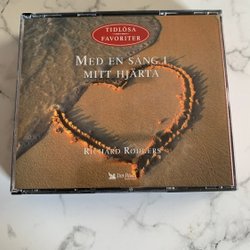 TIDLÖSA
FAVORITER
MED EN SÅNG I
MITT HJÄRTA
RICHARD RODGERS